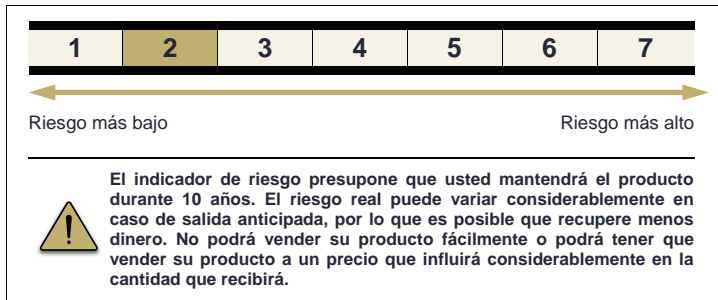 1 2 3 4 5 6 7
Riesgo más bajo Riesgo más alto
El indicador de riesgo presupone que usted mantendrá el producto
durante 10 años. El riesgo real puede variar considerablemente en
caso de salida anticipada, por lo que es posible que recupere menos
dinero. No podrá vender su producto fácilmente o podrá tener que
vender su producto a un precio que influirá considerablemente en la
cantidad que recibirá.